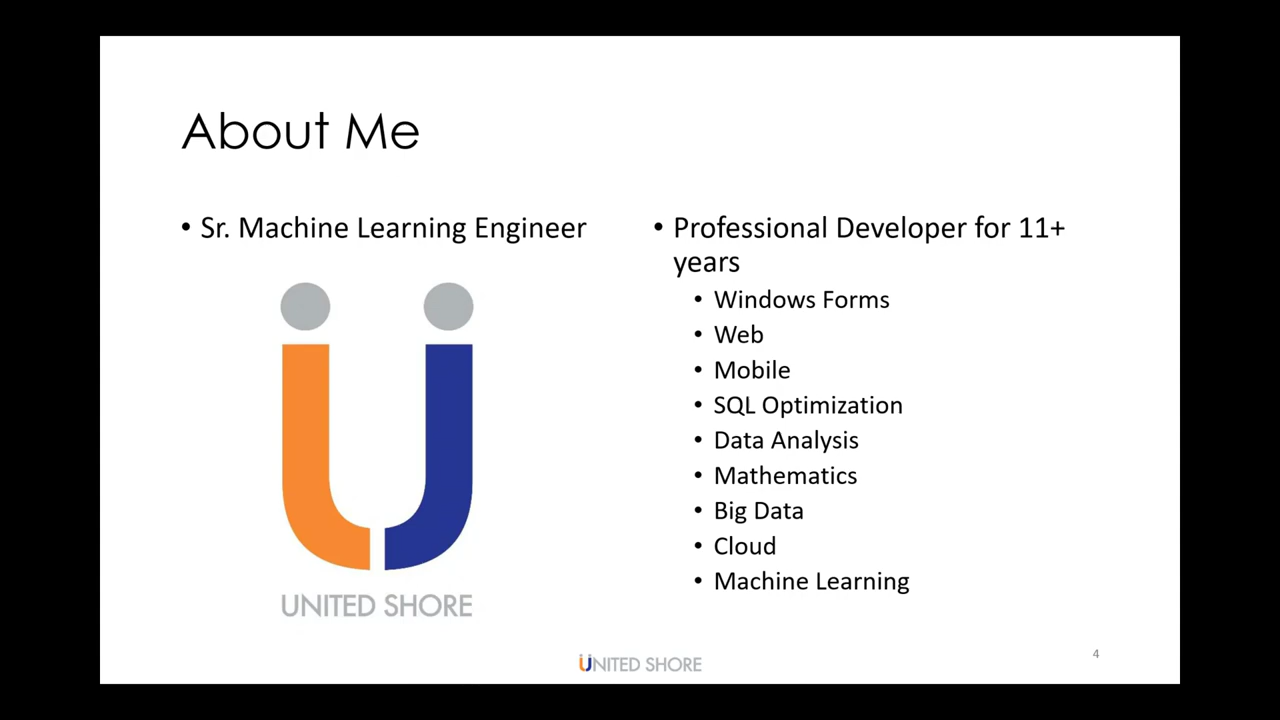 About Me
• Sr. Machine Learning Engineer
UNITED SHORE
• Professional Developer for 11+
years
• Windows Forms
• Web
• Mobile
• SQL Optimization
• Data Analysis
• Mathematics
• Big Data
• Cloud
• Machine Learning
UNITED SHORE
4